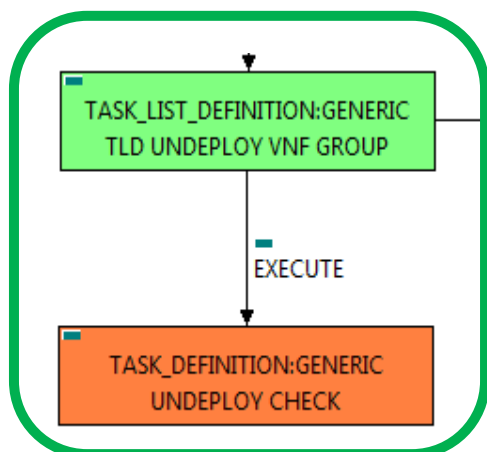 TASK_LIST_DEFINITION:GENERIC
TLD UNDEPLOY VNF GROUP
EXECUTE
TASK_DEFINITION:GENERIC
UNDEPLOY CHECK